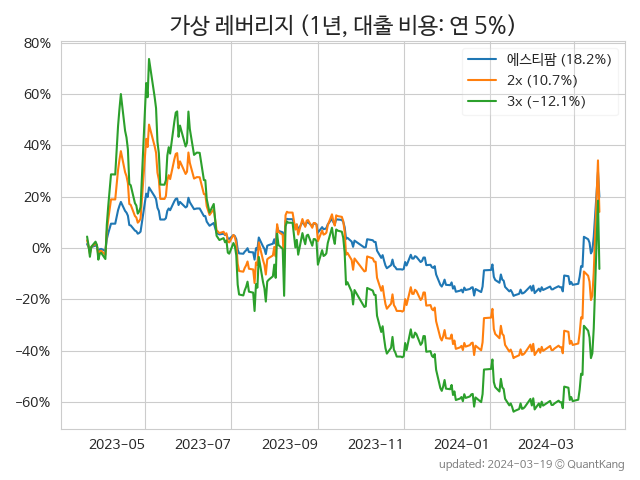 가상 레버리지 (1년, 대출 비용: 연 5%)
에스티팜 (18.2%)
2x (10.7%)
3x (−12.1%)
80%
60%
40%
20%
0%
−20%
−40%
−60%
2023-05
2023-07
2023-09
2023-11
2024-01
2024-03
updated: 2024-03-19 © QuantKang